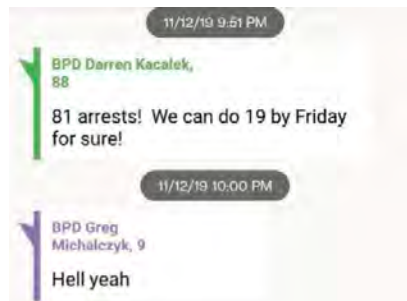 11/12/19 9:51 PM
BPD Darren Kacalek,
88
81 arrests!  We can do 19 by Friday
for sure!
11/12/19 10:00 PM
BPD Greg
Michalczyk, 9
Hell yeah